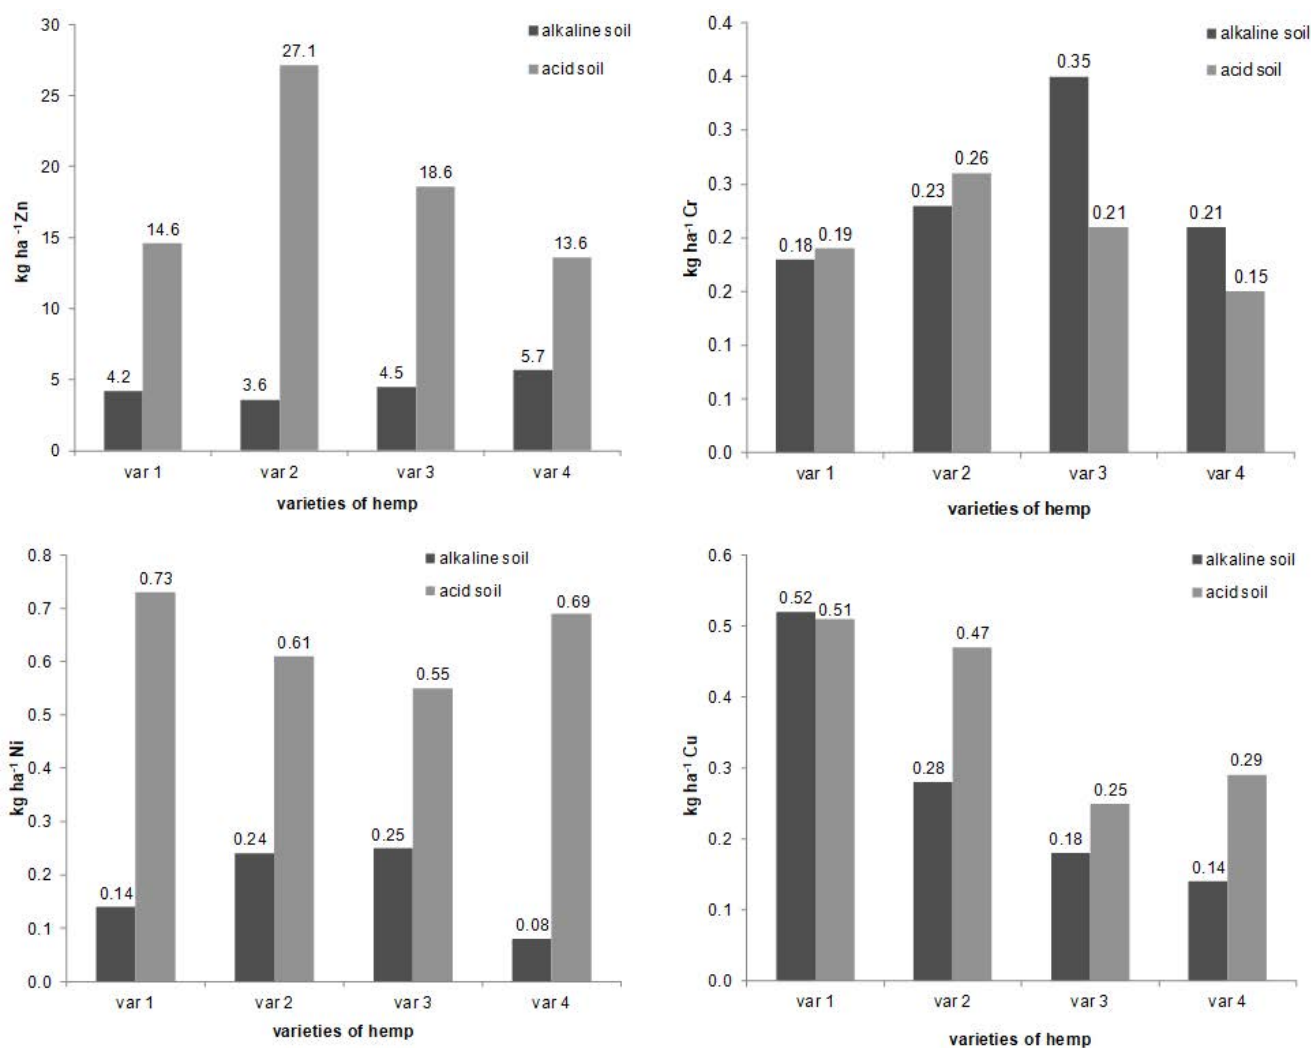 30
25
20
15
10
5
0
kg ha⁻¹Zn
alkaline soil
acid soil
4.2
14.6
3.6
27.1
4.5
18.6
5.7
13.6
var 1
var 2
var 3
var 4
varieties of hemp
0.4
0.4
0.3
0.3
0.2
0.2
0.1
0.1
0.0
kg ha⁻¹ Cr
alkaline soil
acid soil
0.18
0.19
0.23
0.26
0.35
0.21
0.21
0.15
var 1
var 2
var 3
var 4
varieties of hemp
0.8
0.7
0.6
0.5
0.4
0.3
0.2
0.1
0.0
kg ha⁻¹ Ni
alkaline soil
acid soil
0.14
0.73
0.24
0.61
0.25
0.55
0.08
0.69
var 1
var 2
var 3
var 4
varieties of hemp
0.6
0.5
0.4
0.3
0.2
0.1
0.0
kg ha⁻¹ Cu
alkaline soil
acid soil
0.52
0.51
0.28
0.47
0.18
0.25
0.14
0.29
var 1
var 2
var 3
var 4
varieties of hemp